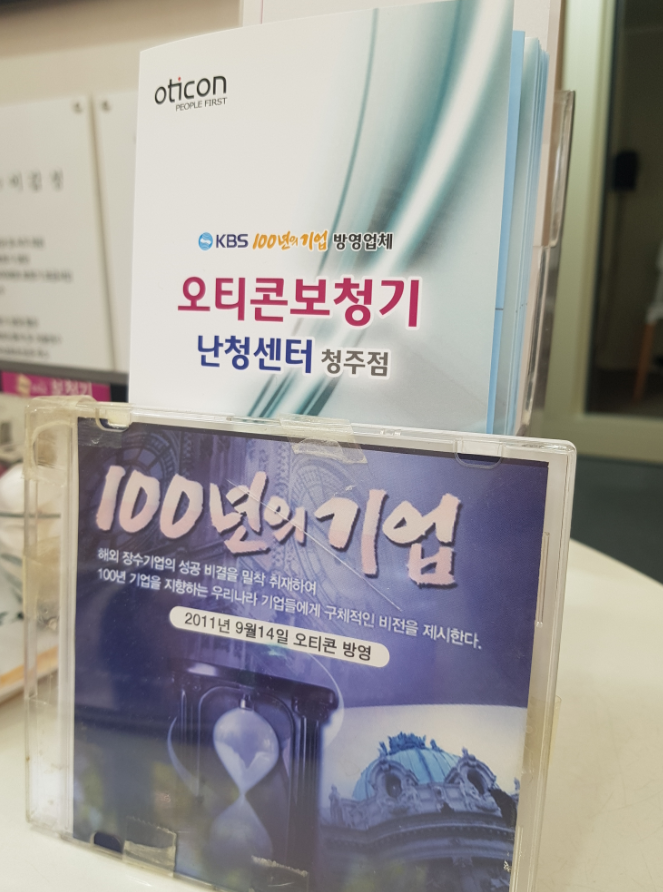 oticon
PEOPLE FIRST
KBS 100년의 기업 방영업체
오티콘보청기
난청센터 청주점
보청기
100년의 기업
해외 장수기업의 성공 비결을 밀착 취재하여
100년 기업을 지향하는 우리나라 기업들에게 구체적인 비전을 제시한다.
2011년 9월14일 오티콘 방영